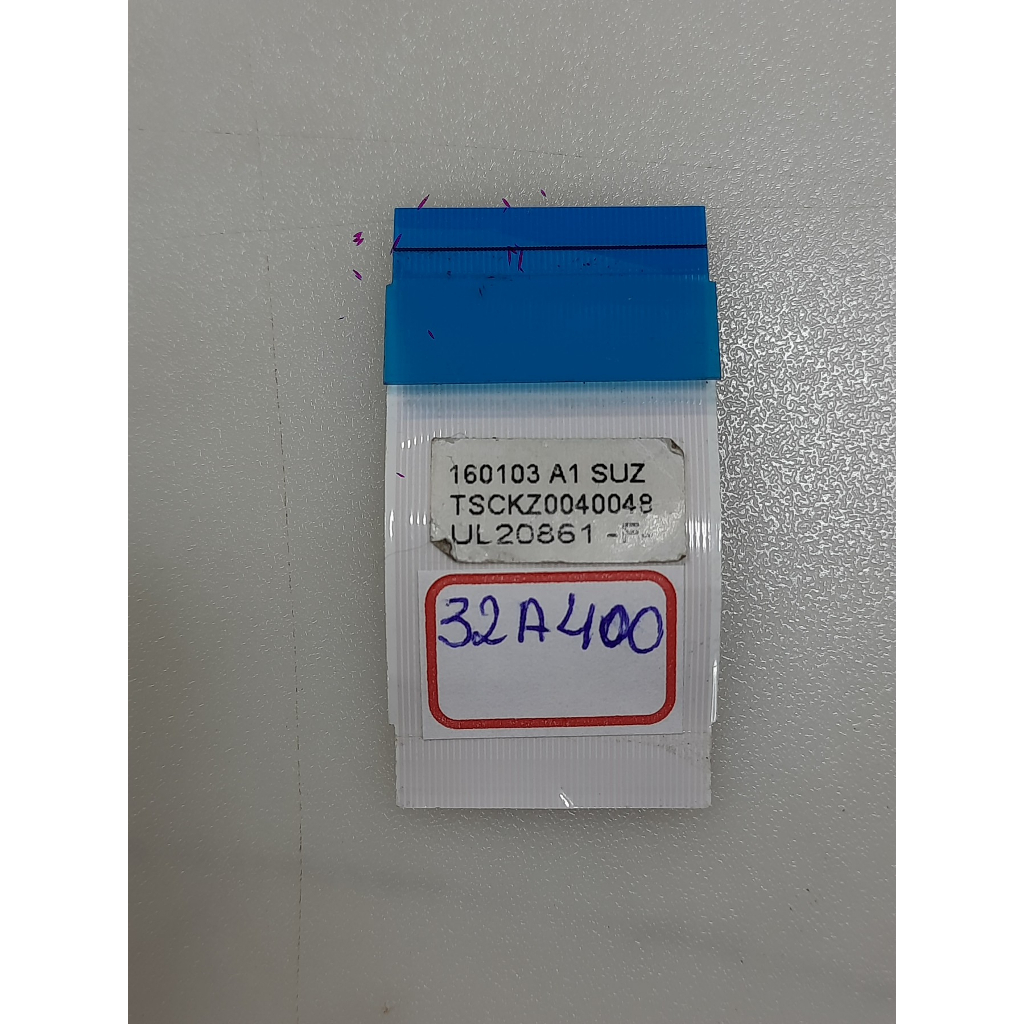 160103 A1 SUZ
TSCKZ0040048
UL20861 -F-
32A400